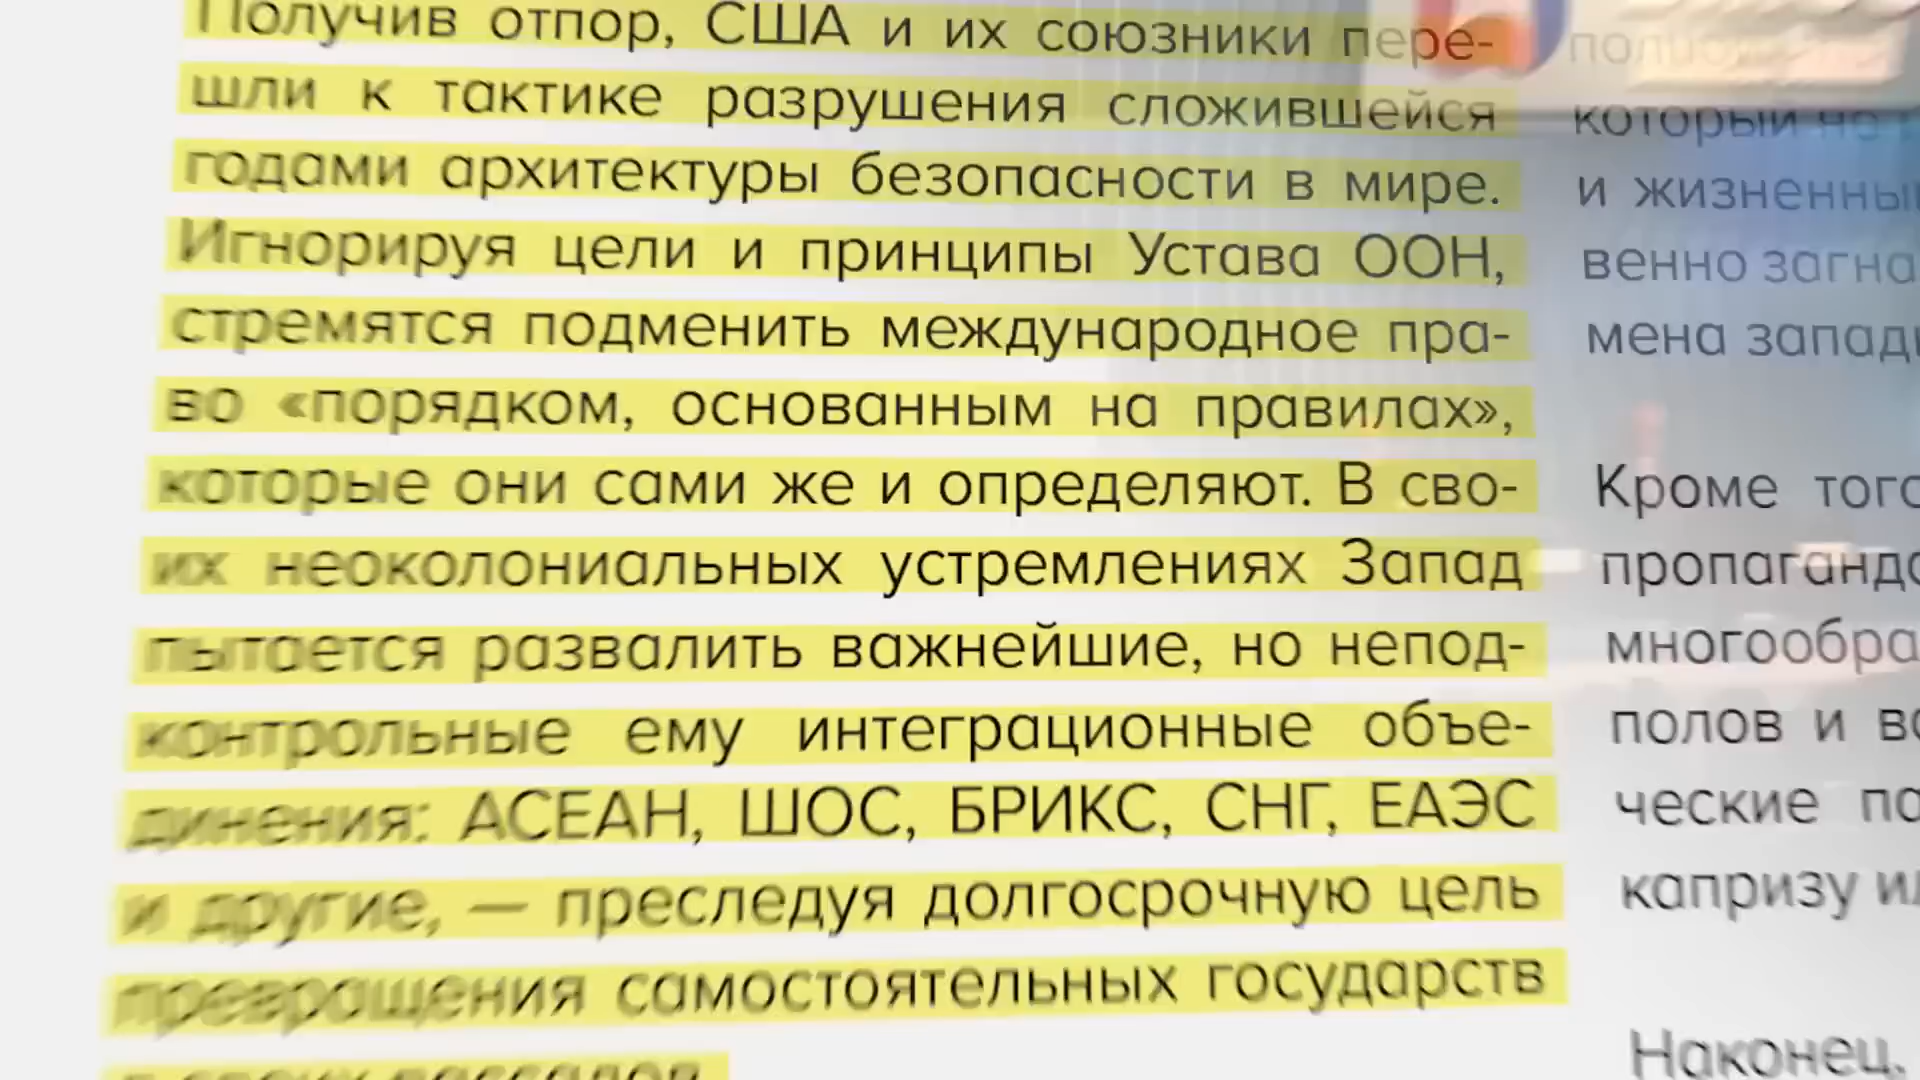 Получив отпор, США и их союзники пере-
шли к тактике разрушения сложившейся
годами архитектуры безопасности в мире.
Игнорируя цели и принципы Устава ООН,
стремятся подменить международное пра-
во «порядком, основанным на правилах»,
которые они сами же и определяют. В сво-
их неоколониальных устремлениях Запад
пытается развалить важнейшие, но непод-
контрольные ему интеграционные объе-
динения: АСЕАН, ШОС, БРИКС, СНГ, ЕАЭС
и другие, — преследуя долгосрочную цель
превращения самостоятельных государств
который
и жизненны
венно загна
мена запад
Кроме того
пропаганд
многообра
полов и
ческие
капризу
Наконец,